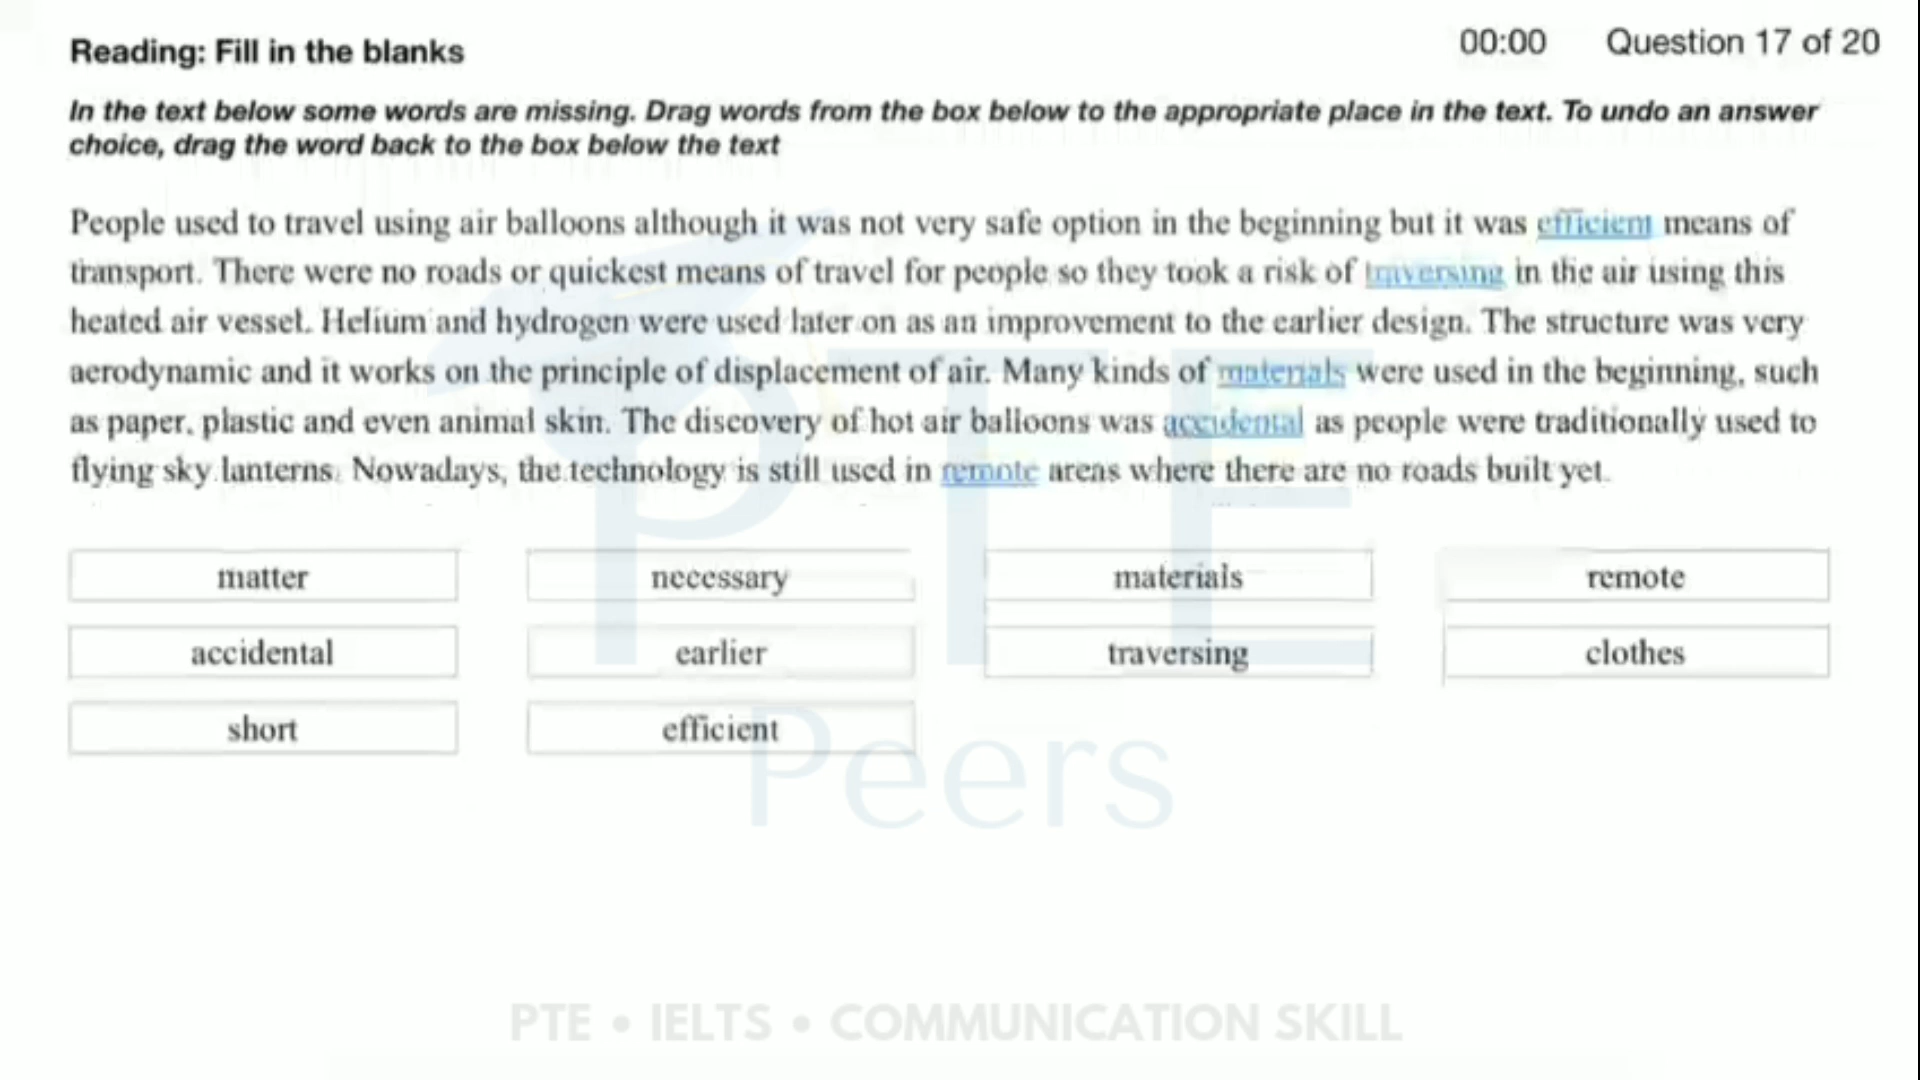 Reading: Fill in the blanks
00:00 Question 17 of 20
In the text below some words are missing. Drag words from the box below to the appropriate place in the text. To undo an answer
choice, drag the word back to the box below the text
People used to travel using air balloons although it was not very safe option in the beginning but it was efficient means of
transport. There were no roads or quickest means of travel for people so they took a risk of traversing in the air using this
heated air vessel. Helium and hydrogen were used later on as an improvement to the earlier design. The structure was very
aerodynamic and it works on the principle of displacement of air. Many kinds of materials were used in the beginning, such
as paper, plastic and even animal skin. The discovery of hot air balloons was accidental as people were traditionally used to
flying sky lanterns. Nowadays, the technology is still used in remote areas where there are no roads built yet.
matter necessary materials remote
accidental earlier traversing clothes
short efficient
PTE
Peers
PTE • IELTS • COMMUNICATION SKILL